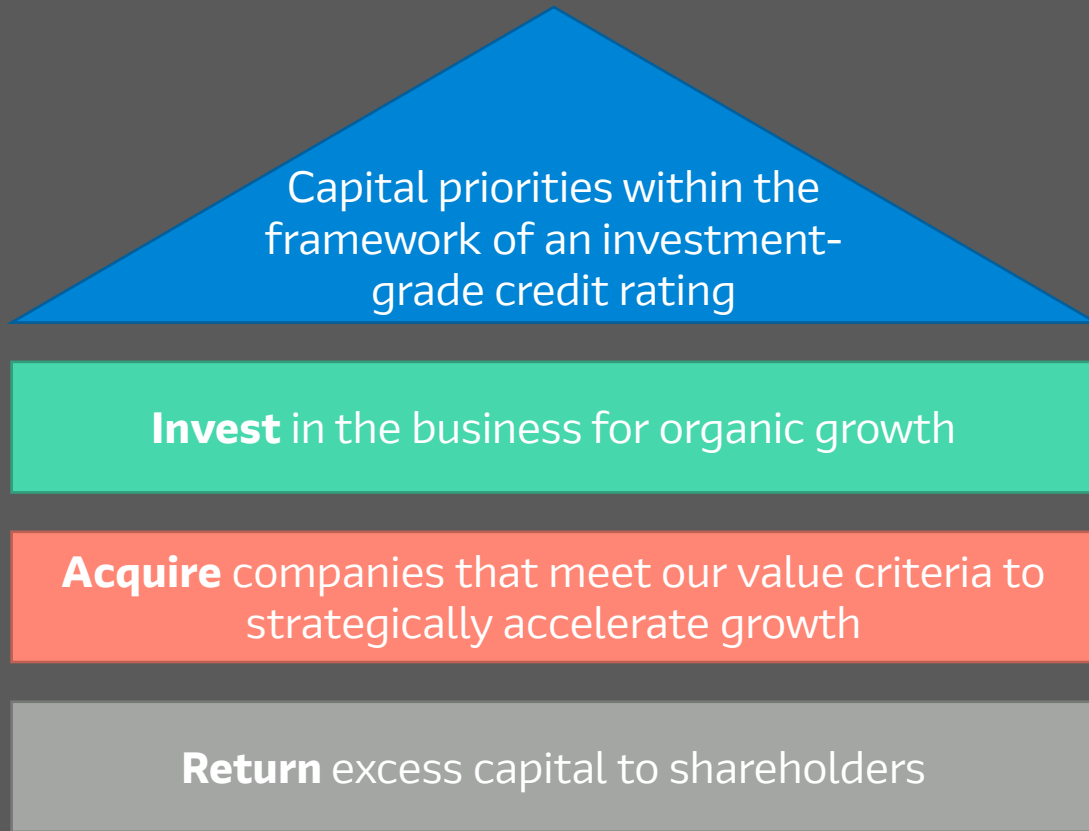 Capital priorities within the
framework of an investment-
grade credit rating
Invest in the business for organic growth
Acquire companies that meet our value criteria to
strategically accelerate growth
Return excess capital to shareholders